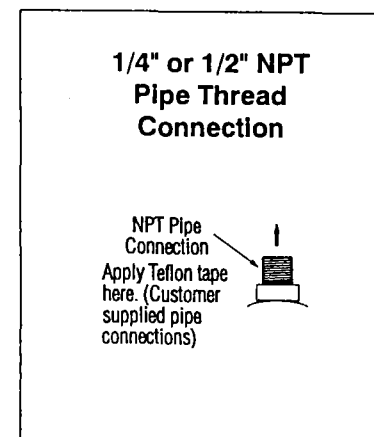 1/4" or 1/2" NPT
Pipe Thread
Connection
NPT Pipe
Connection
Apply Teflon tape
here. (Customer
supplied pipe
connections)